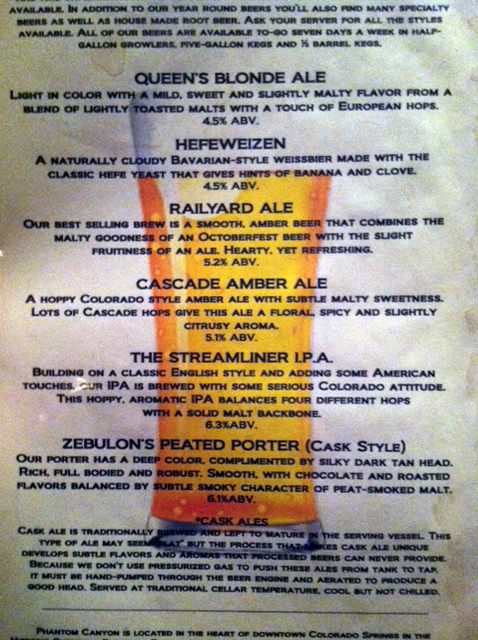 AVAILABLE. IN ADDITION TO OUR YEAR ROUND BEERS YOU'LL ALSO FIND MANY SPECIALTY
BEERS AS WELL AS HOUSE MADE ROOT BEER. ASK YOUR SERVER FOR ALL THE STYLES
AVAILABLE. ALL OF OUR BEERS ARE AVAILABLE TO-GO SEVEN DAYS A WEEK IN HALF-
GALLON GROWLERS, FIVE-GALLON KEGS AND ½ BARREL KEGS.
QUEEN'S BLONDE ALE
LIGHT IN COLOR WITH A MILD, SWEET AND SLIGHTLY MALTY FLAVOR FROM A
BLEND OF LIGHTLY TOASTED MALTS WITH A TOUCH OF EUROPEAN HOPS.
4.5% ABV.
HEFEWEIZEN
A NATURALLY CLOUDY BAVARIAN-STYLE WEISSBIER MADE WITH THE
CLASSIC HEFE YEAST THAT GIVES HINTS OF BANANA AND CLOVE.
4.5% ABV.
RAILYARD ALE
OUR BEST SELLING BREW IS A SMOOTH, AMBER BEER THAT COMBINES THE
MALTY GOODNESS OF AN OCTOBERFEST BEER WITH THE SLIGHT
FRUITINESS OF AN ALE. HEARTY, YET REFRESHING.
5.2% ABV.
CASCADE AMBER ALE
A HOPPY COLORADO STYLE AMBER ALE WITH SUBTLE MALTY SWEETNESS.
LOTS OF CASCADE HOPS GIVE THIS ALE A FLORAL, SPICY AND SLIGHTLY
CITRUSY AROMA.
5.1% ABV.
THE STREAMLINER I.P.A.
BUILDING ON A CLASSIC ENGLISH STYLE AND ADDING SOME AMERICAN
TOUCHES. OUR IPA IS BREWED WITH SOME SERIOUS COLORADO ATTITUDE.
THIS HOPPY, AROMATIC IPA BALANCES FOUR DIFFERENT HOPS
WITH A SOLID MALT BACKBONE.
6.3%ABV.
ZEBULON'S PEATED PORTER (CASK STYLE)
OUR PORTER HAS A DEEP COLOR, COMPLIMENTED BY SILKY DARK TAN HEAD.
RICH, FULL BODIED AND ROBUST. SMOOTH, WITH CHOCOLATE AND ROASTED
FLAVORS BALANCED BY SUBTLE SMOKY CHARACTER OF PEAT-SMOKED MALT.
6.1%ABV.
*CASK ALES
CASK ALE IS TRADITIONALLY BREWED AND LEFT TO MATURE IN THE SERVING VESSEL. THIS
TYPE OF ALE MAY SEEM "FLAT" BUT THE PROCESS THAT MAKES CASK ALE UNIQUE
DEVELOPS SUBTLE FLAVORS AND AROMAS THAT PROCESSED BEERS CAN NEVER PROVIDE.
BECAUSE WE DON'T USE PRESSURIZED GAS TO PUSH THESE ALES FROM TANK TO TAP,
IT MUST BE HAND-PUMPED THROUGH THE BEER ENGINE AND AERATED TO PRODUCE A
GOOD HEAD. SERVED AT TRADITIONAL CELLAR TEMPERATURE, COOL BUT NOT CHILLED.
PHANTOM CANYON IS LOCATED IN THE HEART OF DOWNTOWN COLORADO SPRINGS IN THE